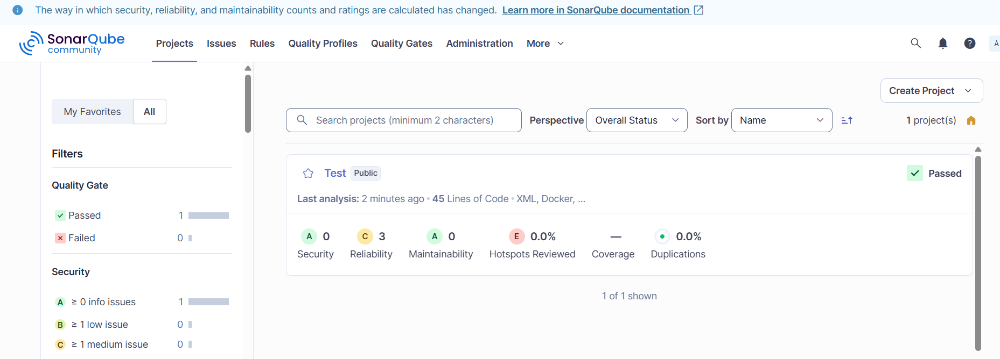 The way in which security, reliability, and maintainability counts and ratings are calculated has changed. Learn more in SonarQube documentation
SonarQube
community
Projects Issues Rules Quality Profiles Quality Gates Administration More
A
My Favorites All
Filters
Quality Gate
Passed 1
Failed 0
Security
A ≥ 0 info issues 1
B ≥ 1 low issue 0
C ≥ 1 medium issue 0
Create Project
Search projects (minimum 2 characters) Perspective Overall Status Sort by Name 1 project(s)
Test Public Passed
Last analysis: 2 minutes ago • 45 Lines of Code • XML, Docker, ...
A 0 C 3 A 0 E 0.0% — 0.0%
Security Reliability Maintainability Hotspots Reviewed Coverage Duplications
1 of 1 shown